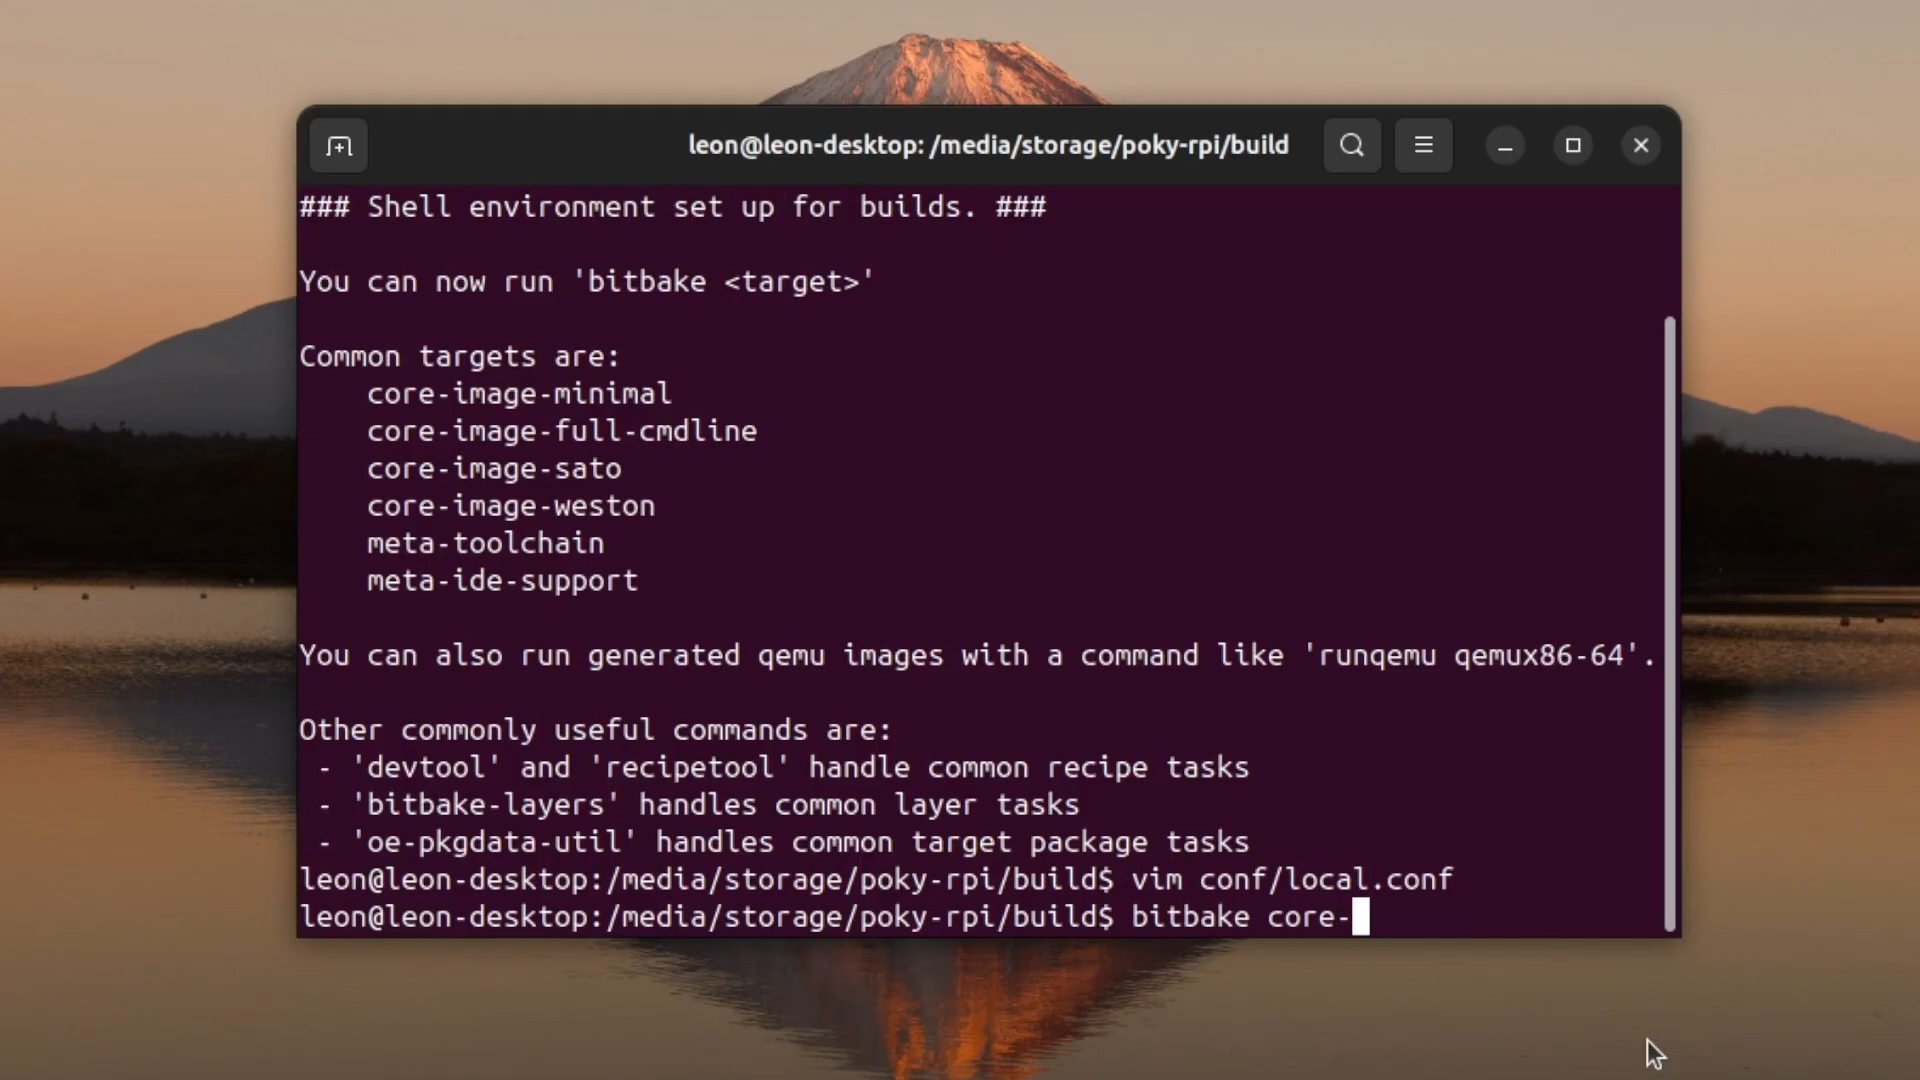 leon@leon-desktop: /media/storage/poky-rpi/build
### Shell environment set up for builds. ###
You can now run 'bitbake <target>'
Common targets are:
core-image-minimal
core-image-full-cmdline
core-image-sato
core-image-weston
meta-toolchain
meta-ide-support
You can also run generated qemu images with a command like 'runqemu qemux86-64'.
Other commonly useful commands are:
- 'devtool' and 'recipetool' handle common recipe tasks
- 'bitbake-layers' handles common layer tasks
- 'oe-pkgdata-util' handles common target package tasks
leon@leon-desktop:/media/storage/poky-rpi/build$ vim conf/local.conf
leon@leon-desktop:/media/storage/poky-rpi/build$ bitbake core-